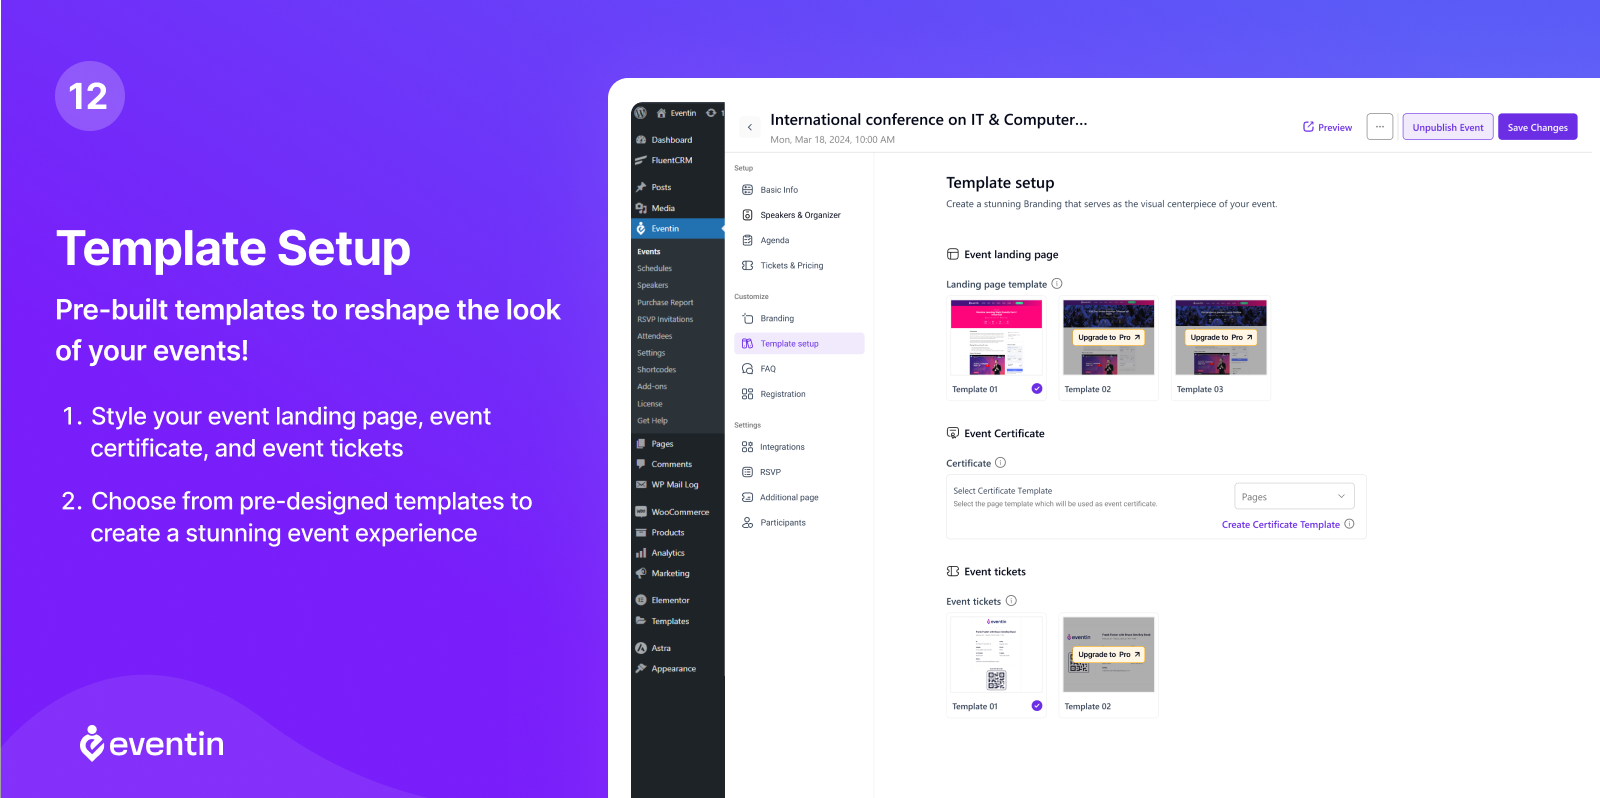 12
Template Setup
Pre-built templates to reshape the look
of your events!
1. Style your event landing page, event
certificate, and event tickets
2. Choose from pre-designed templates to
create a stunning event experience
eventin
Eventin
1
Dashboard
FluentCRM
Posts
Media
Eventin
Events
Schedules
Speakers
Purchase Report
RSVP Invitations
Attendees
Settings
Shortcodes
Add-ons
License
Get Help
Pages
Comments
WP Mail Log
WooCommerce
Products
Analytics
Marketing
Elementor
Templates
Astra
Appearance
International conference on IT & Computer...
Mon, Mar 18, 2024, 10:00 AM
Preview
...
Unpublish Event
Save Changes
Setup
Basic Info
Speakers & Organizer
Agenda
Tickets & Pricing
Customize
Branding
Template setup
FAQ
Registration
Settings
Integrations
RSVP
Additional page
Participants
Template setup
Create a stunning Branding that serves as the visual centerpiece of your event.
Event landing page
Landing page template
Upgrade to Pro
Upgrade to Pro
Template 01
Template 02
Template 03
Event Certificate
Certificate
Select Certificate Template
Select the page template which will be used as event certificate.
Pages
Create Certificate Template
Event tickets
Event tickets
eventin
eventin
Upgrade to Pro
Template 01
Template 02